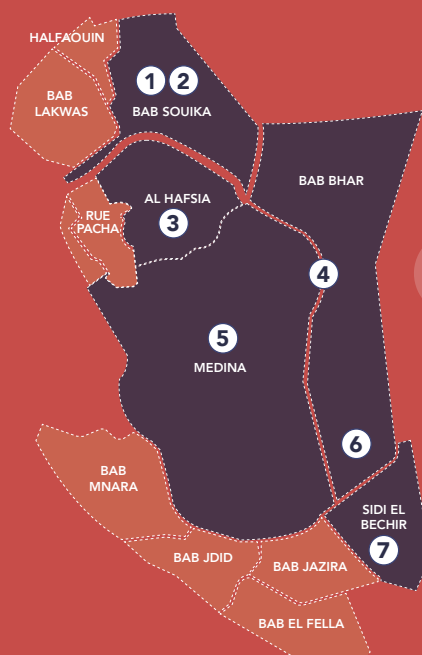 HALFAOUIN
BAB
LAKWAS
1 2
BAB SOUIKA
BAB BHAR
AL HAFSIA
3
RUE
PACHA
4
5
MEDINA
6
BAB
MNARA
SIDI EL
BECHIR
7
BAB JDID
BAB JAZIRA
BAB EL FELLA